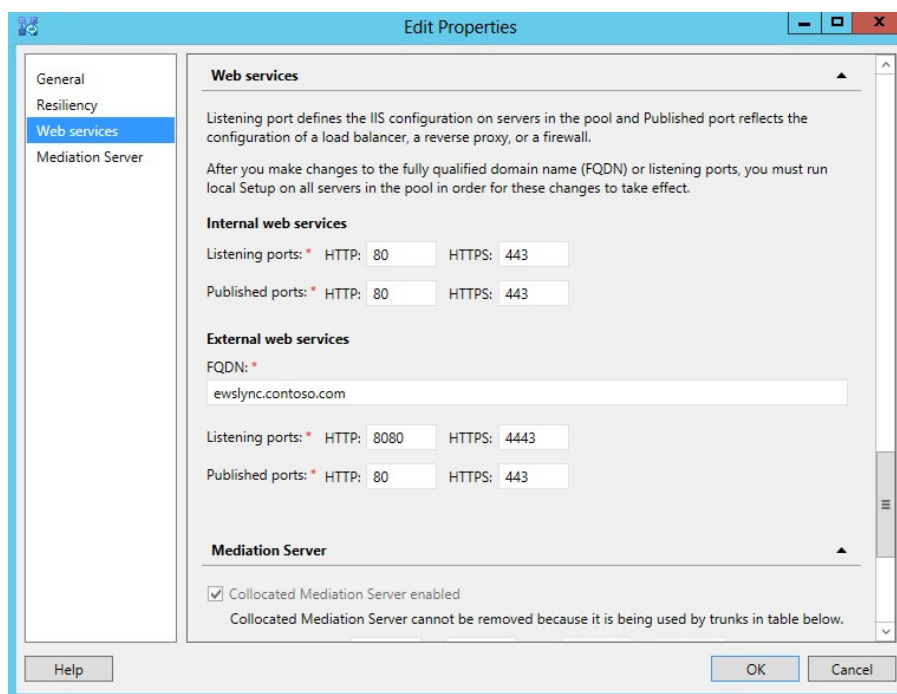 Edit Properties
General
Resiliency
Web services
Mediation Server
Web services
Listening port defines the IIS configuration on servers in the pool and Published port reflects the
configuration of a load balancer, a reverse proxy, or a firewall.
After you make changes to the fully qualified domain name (FQDN) or listening ports, you must run
local Setup on all servers in the pool in order for these changes to take effect.
Internal web services
Listening ports: * HTTP: 80 HTTPS: 443
Published ports: * HTTP: 80 HTTPS: 443
External web services
FQDN: *
ewslync.contoso.com
Listening ports: * HTTP: 8080 HTTPS: 4443
Published ports: * HTTP: 80 HTTPS: 443
Mediation Server
Collocated Mediation Server enabled
Collocated Mediation Server cannot be removed because it is being used by trunks in table below.
Help OK Cancel